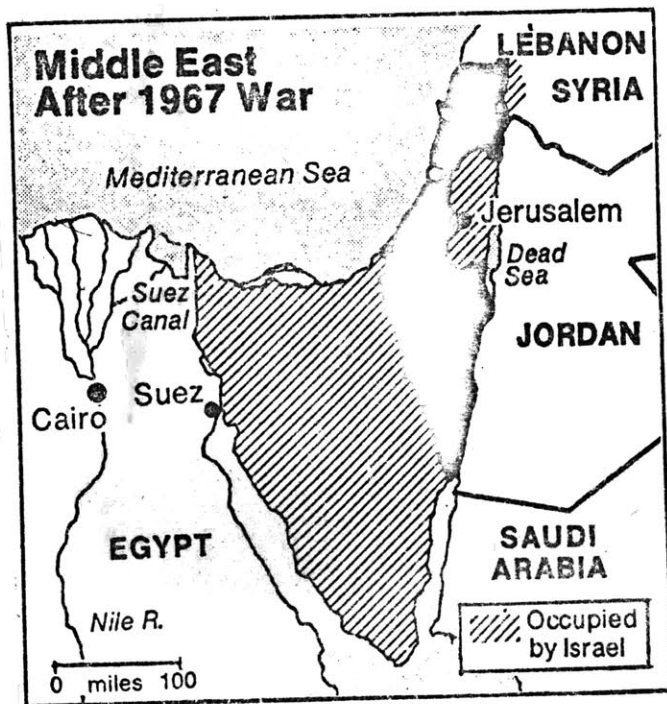 Middle East
After 1967 War
LEBANON
SYRIA
Mediterranean Sea
Jerusalem
Dead
Sea
Suez
Canal
JORDAN
Cairo
Suez
EGYPT
SAUDI
ARABIA
Nile R.
Occupied
by Israel
0 miles 100